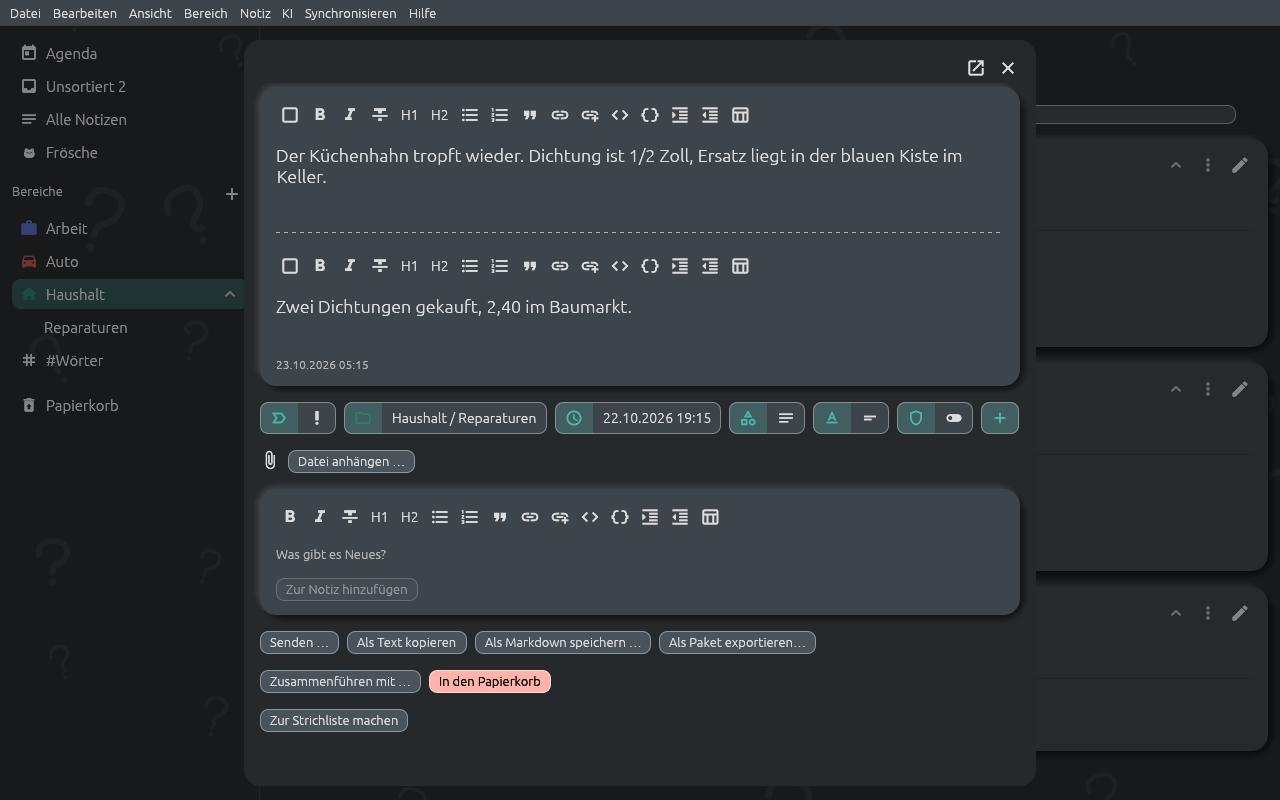 Datei Bearbeiten Ansicht Bereich Notiz KI Synchronisieren Hilfe
Agenda
Unsortiert 2
Alle Notizen
Frösche
Bereiche
Arbeit
Auto
Haushalt
Reparaturen
#Wörter
Papierkorb
H1 H2
Der Küchenhahn tropft wieder. Dichtung ist 1/2 Zoll, Ersatz liegt in der blauen Kiste im
Keller.
H1 H2
Zwei Dichtungen gekauft, 2,40 im Baumarkt.
23.10.2026 05:15
Haushalt / Reparaturen 22.10.2026 19:15
Datei anhängen …
H1 H2
Was gibt es Neues?
Zur Notiz hinzufügen
Senden … Als Text kopieren Als Markdown speichern … Als Paket exportieren…
Zusammenführen mit … In den Papierkorb
Zur Strichliste machen